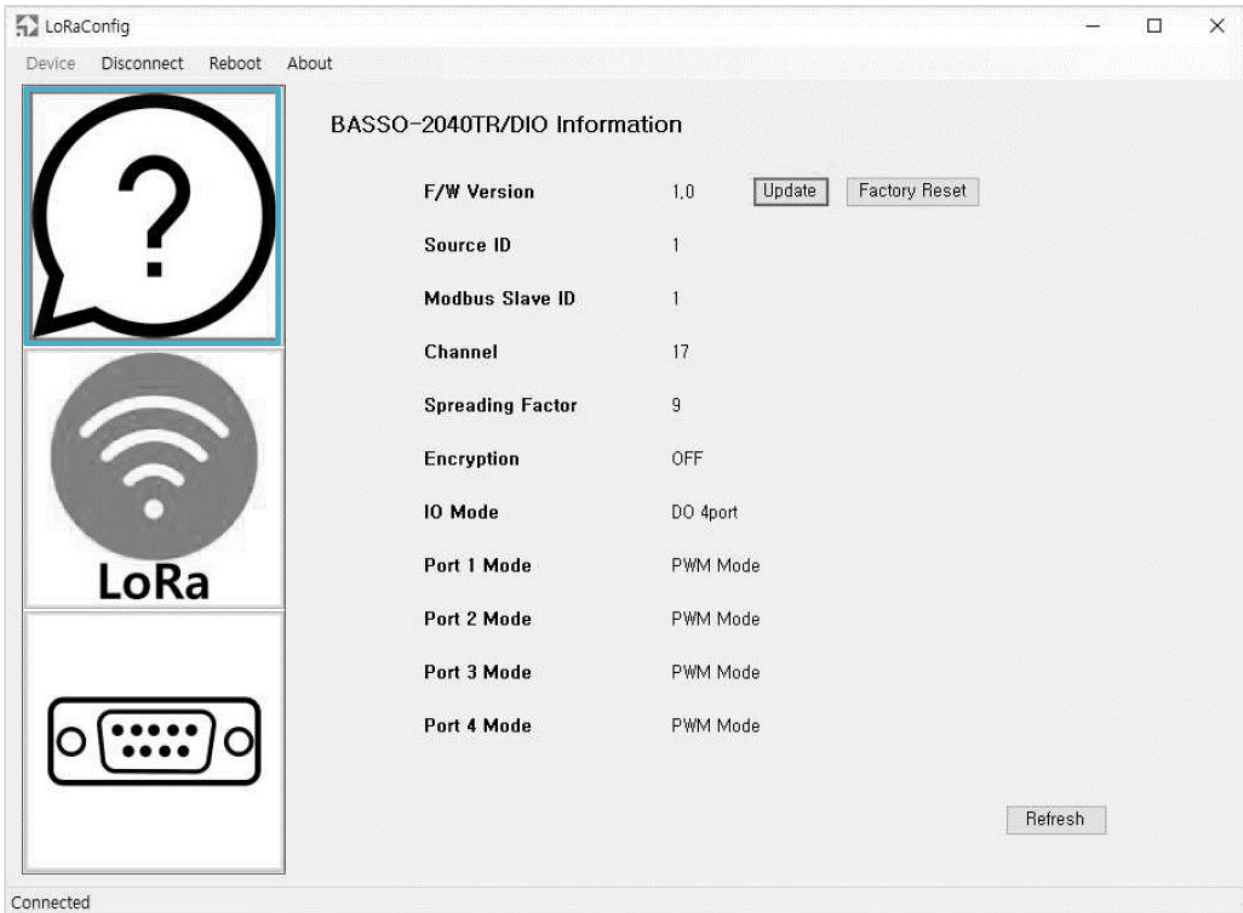 LoRaConfig
Device Disconnect Reboot About
BASSO-2040TR/DIO Information
F/W Version 1.0 Update Factory Reset
Source ID 1
Modbus Slave ID 1
Channel 17
Spreading Factor 9
Encryption OFF
IO Mode DO 4port
Port 1 Mode PWM Mode
LoRa
Port 2 Mode PWM Mode
Port 3 Mode PWM Mode
Port 4 Mode PWM Mode
Refresh
Connected